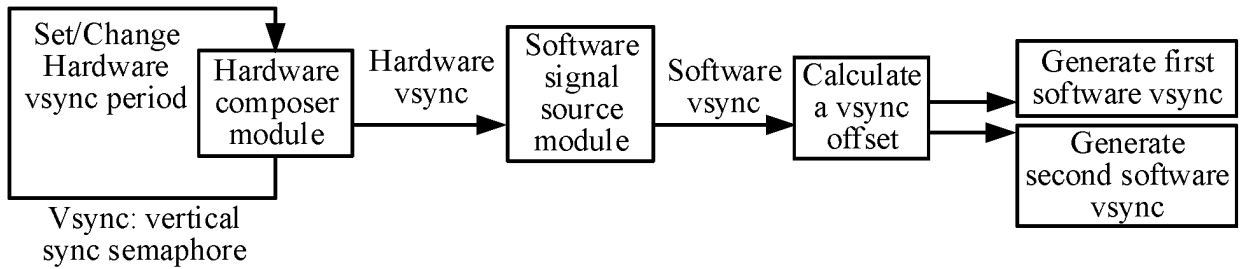 Set/Change
Hardware
vsync period
Hardware
composer
module
Hardware
vsync
Software
signal
source
module
Software
vsync
Calculate
a vsync
offset
Generate first
software vsync
Generate
second software
vsync
Vsync: vertical
sync semaphore